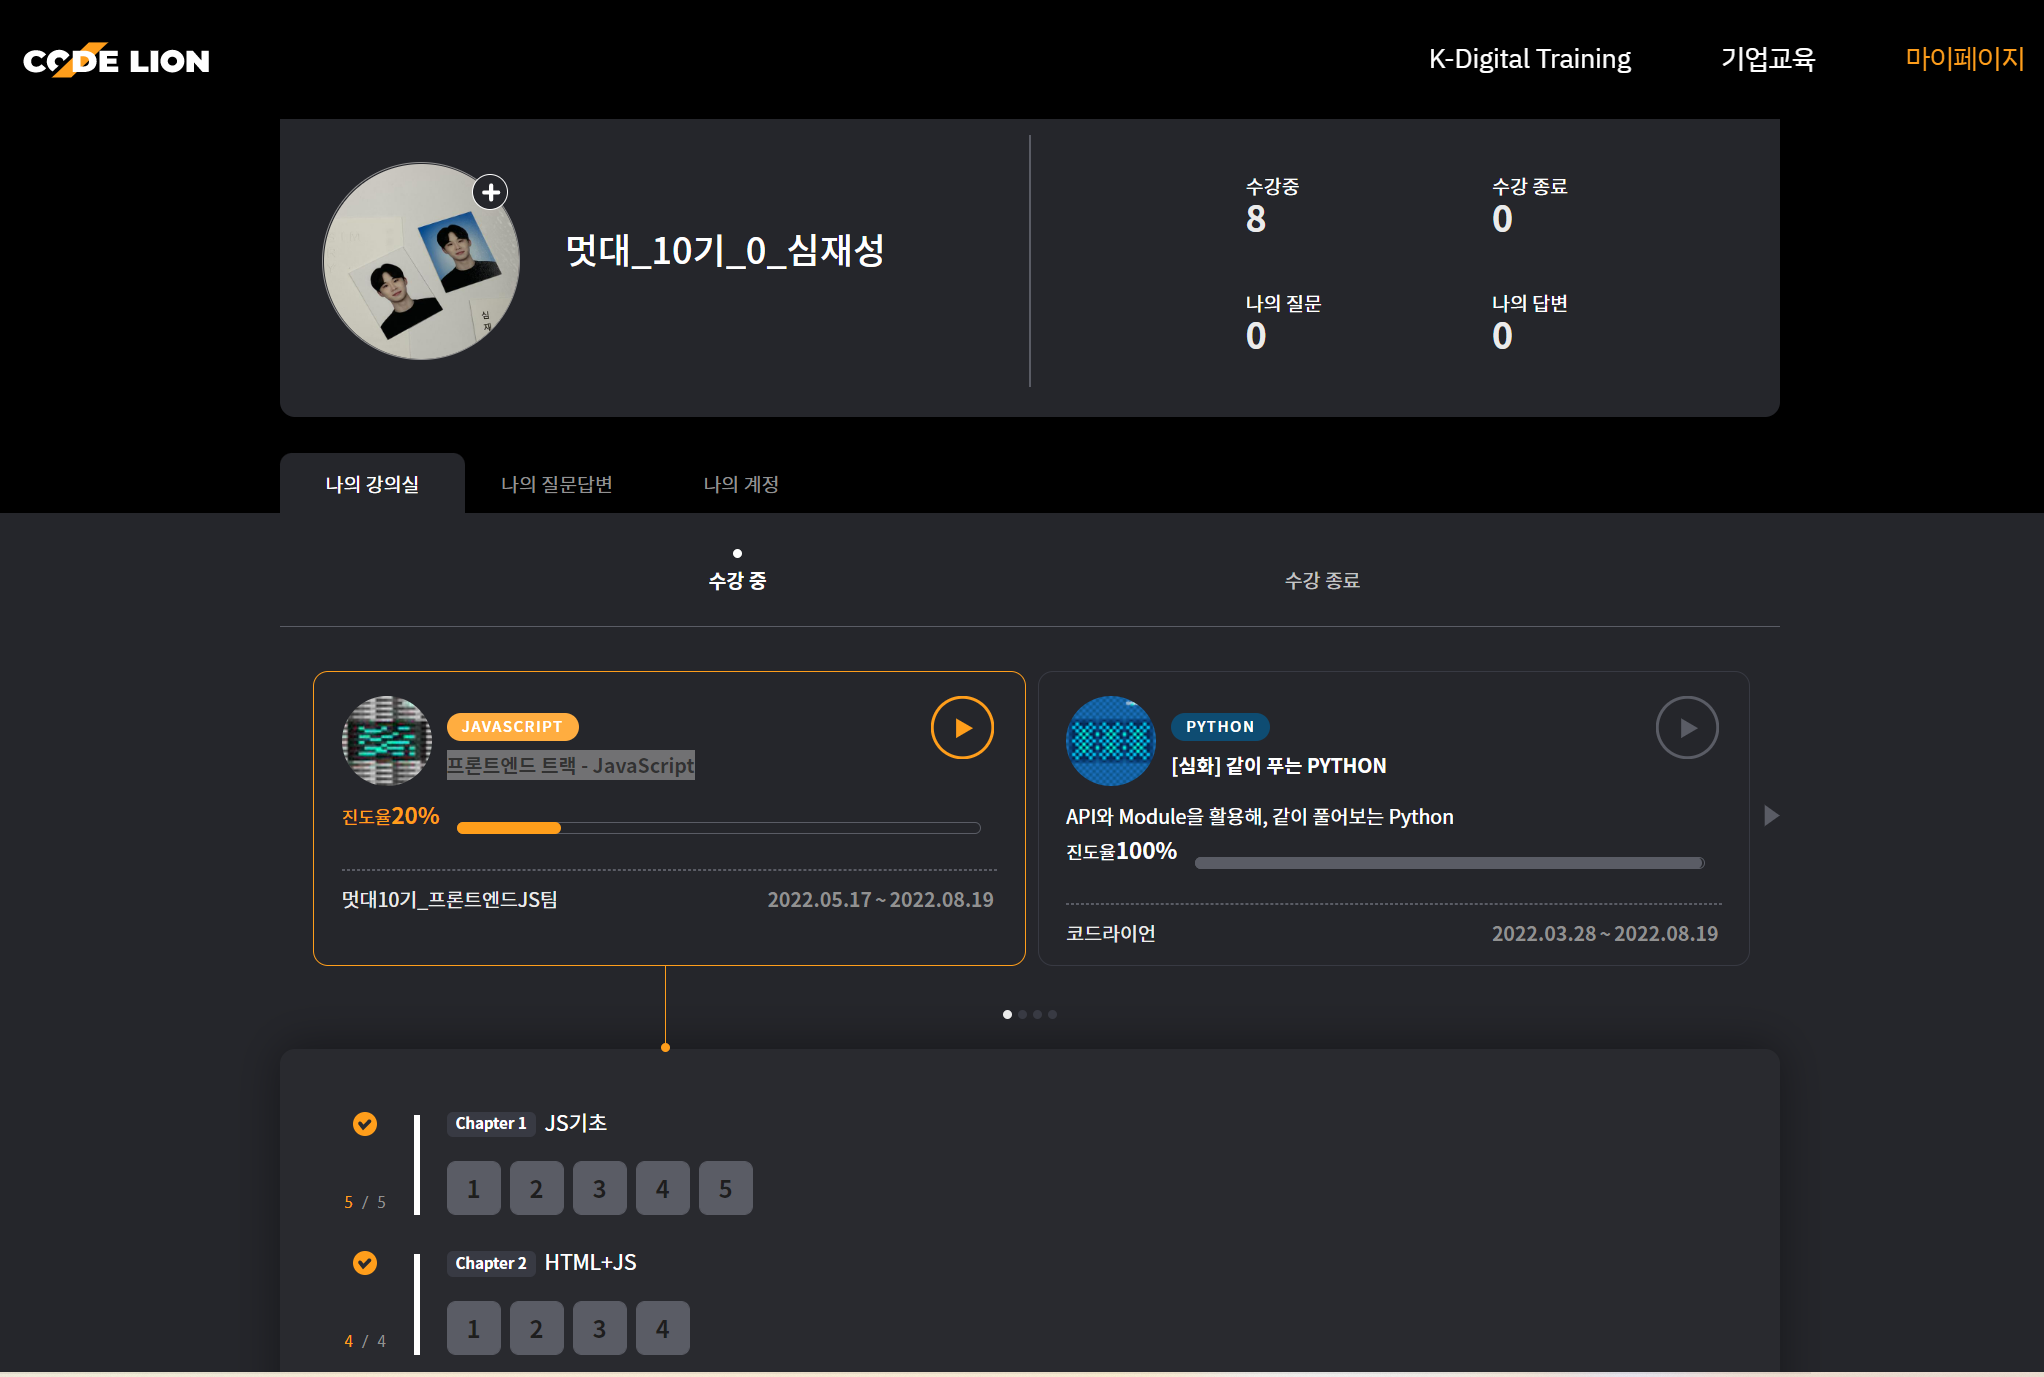 CODE LION
K-Digital Training
기업교육
마이페이지
심
재
멋대_10기_0_심재성
수강중
8
수강 종료
0
나의 질문
0
나의 답변
0
나의 강의실
나의 질문답변
나의 계정
수강 중
수강 종료
JAVASCRIPT
프론트엔드 트랙 - JavaScript
진도율20%
멋대10기_프론트엔드JS팀
2022.05.17 ~ 2022.08.19
PYTHON
[심화] 같이 푸는 PYTHON
API와 Module을 활용해, 같이 풀어보는 Python
진도율100%
코드라이언
2022.03.28 ~ 2022.08.19
Chapter 1 JS기초
1 2 3 4 5
5 / 5
Chapter 2 HTML+JS
1 2 3 4
4 / 4